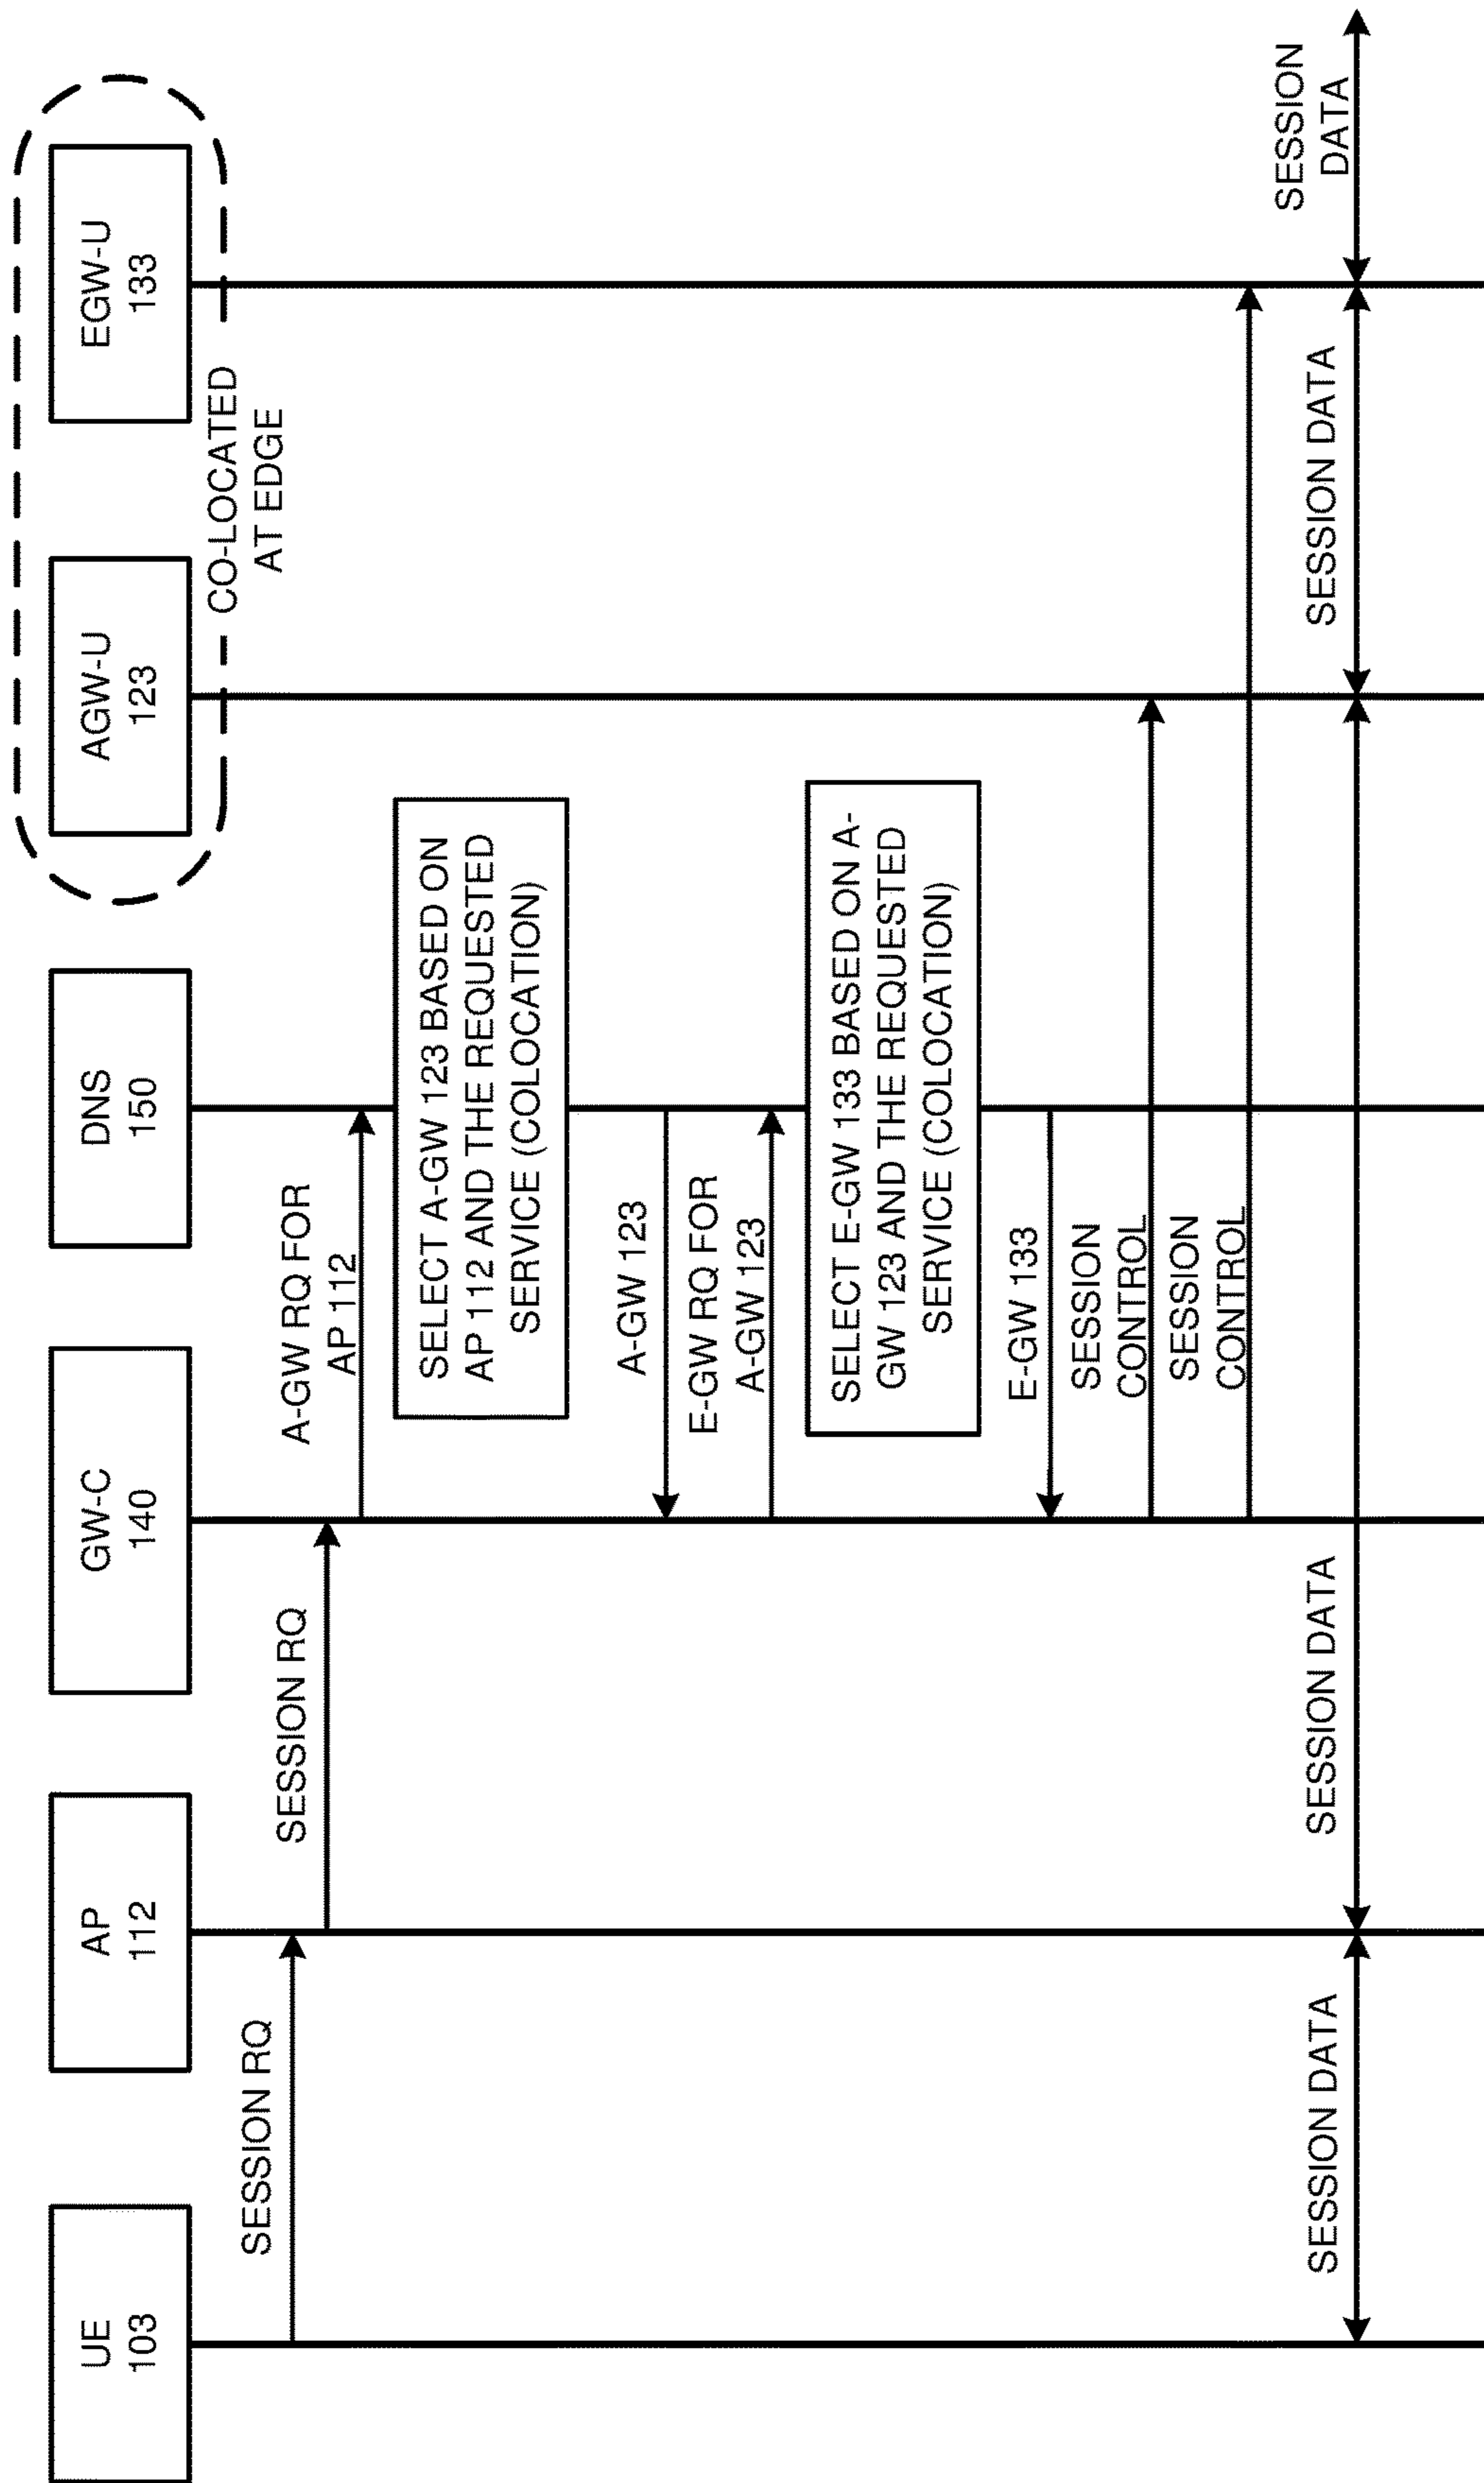 UE
103
AP
112
GW-C
140
DNS
150
AGW-U
123
EGW-U
133
CO-LOCATED
AT EDGE
SESSION RQ
SESSION RQ
A-GW RQ FOR
AP 112
SELECT A-GW 123 BASED ON
AP 112 AND THE REQUESTED
SERVICE (COLOCATION)
A-GW 123
E-GW RQ FOR
A-GW 123
SELECT E-GW 133 BASED ON A-
GW 123 AND THE REQUESTED
SERVICE (COLOCATION)
E-GW 133
SESSION
CONTROL
SESSION
CONTROL
SESSION DATA
SESSION DATA
SESSION DATA
SESSION
DATA